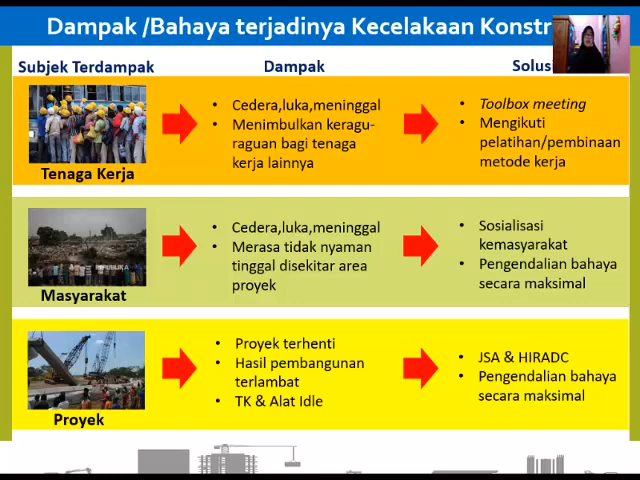 Dampak /Bahaya terjadinya Kecelakaan Konstr
Subjek Terdampak
Dampak
Solus
Tenaga Kerja
• Cedera,luka,meninggal
• Menimbulkan keragu-
raguan bagi tenaga
kerja lainnya
• Toolbox meeting
• Mengikuti
pelatihan/pembinaan
metode kerja
REPUBLIKA
Masyarakat
• Cedera,luka,meninggal
• Merasa tidak nyaman
tinggal disekitar area
proyek
• Sosialisasi
kemasyarakat
• Pengendalian bahaya
secara maksimal
Proyek
• Proyek terhenti
• Hasil pembangunan
terlambat
• TK & Alat Idle
• JSA & HIRADC
• Pengendalian bahaya
secara maksimal